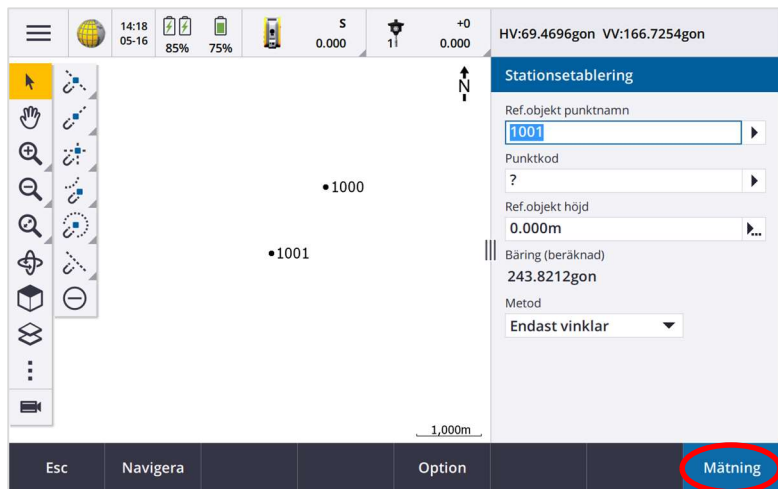 14:18
05-16
85%
75%
S
0.000
1
+0
0.000
HV:69.4696gon VV:166.7254gon
N
1000
1001
1,000m
Stationsetablering
Ref.objekt punktnamn
1001
Punktkod
?
Ref.objekt höjd
0.000m
Bäring (beräknad)
243.8212gon
Metod
Endast vinklar
Esc
Navigera
Option
Mätning